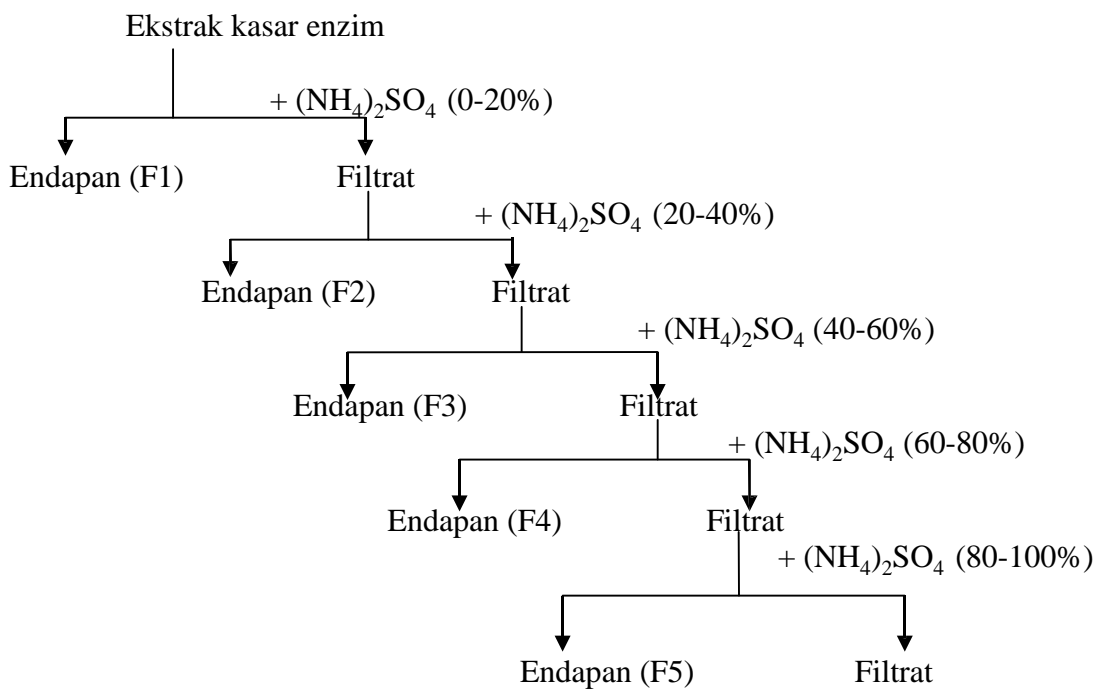 Ekstrak kasar enzim
+ (NH₄)₂SO₄ (0-20%)
Endapan (F1) Filtrat
+ (NH₄)₂SO₄ (20-40%)
Endapan (F2) Filtrat
+ (NH₄)₂SO₄ (40-60%)
Endapan (F3) Filtrat
+ (NH₄)₂SO₄ (60-80%)
Endapan (F4) Filtrat
+ (NH₄)₂SO₄ (80-100%)
Endapan (F5) Filtrat